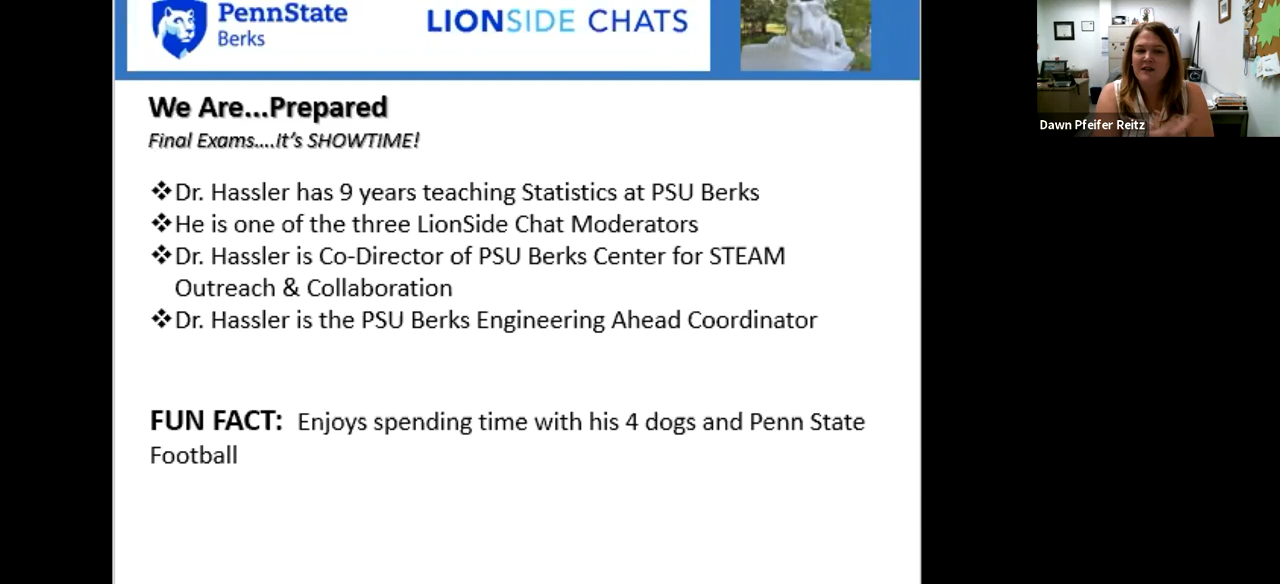 PennState
Berks
LIONSIDE CHATS
We Are...Prepared
Final Exams....It's SHOWTIME!
❖Dr. Hassler has 9 years teaching Statistics at PSU Berks
❖He is one of the three LionSide Chat Moderators
❖Dr. Hassler is Co-Director of PSU Berks Center for STEAM
Outreach & Collaboration
❖Dr. Hassler is the PSU Berks Engineering Ahead Coordinator
FUN FACT: Enjoys spending time with his 4 dogs and Penn State
Football
Dawn Pfeifer Reitz